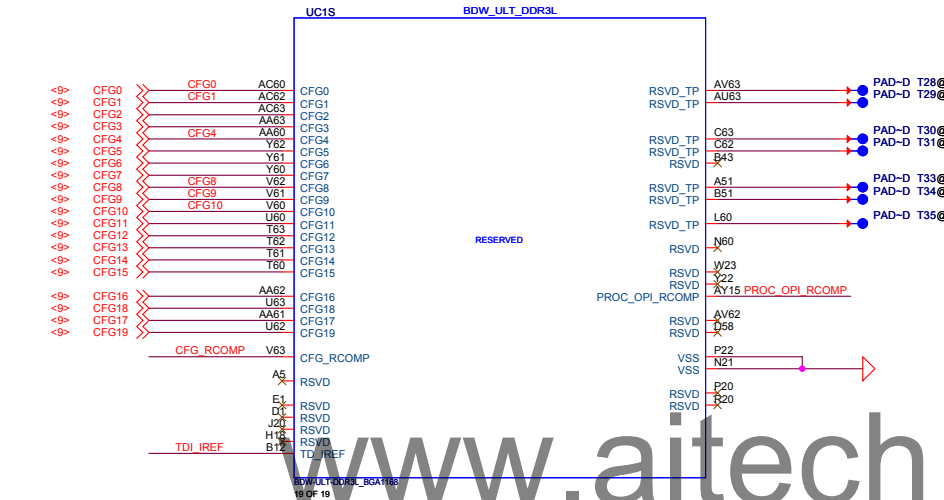 UC1S BDW_ULT_DDR3L
<9> CFG0 CFG0 AC60 CFG0 RSVD_TP AV63 PAD~D T28@
<9> CFG1 CFG1 AC62 CFG1 RSVD_TP AU63 PAD~D T29@
<9> CFG2 AC63 CFG2
<9> CFG3 AA63 CFG3
<9> CFG4 CFG4 AA60 CFG4 RSVD_TP C63 PAD~D T30@
<9> CFG5 Y62 CFG5 RSVD_TP C62 PAD~D T31@
<9> CFG6 Y61 CFG6 RSVD B43
<9> CFG7 Y60 CFG7
<9> CFG8 CFG8 V62 CFG8 RSVD_TP A51 PAD~D T33@
<9> CFG9 CFG9 V61 CFG9 RSVD_TP B51 PAD~D T34@
<9> CFG10 CFG10 V60 CFG10
<9> CFG11 U60 CFG11 RSVD_TP L60 PAD~D T35@
<9> CFG12 T63 CFG12
RESERVED
<9> CFG13 T62 CFG13 RSVD N60
<9> CFG14 T61 CFG14
<9> CFG15 T60 CFG15 RSVD W23
RSVD Y22
<9> CFG16 AA62 CFG16 PROC_OPI_RCOMP AY15 PROC_OPI_RCOMP
<9> CFG18 U63 CFG18
<9> CFG17 AA61 CFG17 RSVD AV62
<9> CFG19 U62 CFG19 RSVD D58
CFG_RCOMP V63 CFG_RCOMP VSS P22
VSS N21
A5 RSVD
RSVD P20
E1 RSVD RSVD R20
D1 RSVD
J20 RSVD
H18 RSVD
TDI_IREF B12 TD_IREF
www.aitech
BDW-ULT-DDR3L_BGA1168
19 OF 19